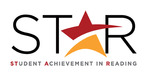 STAR
STUDENT ACHIEVEMENT IN READING